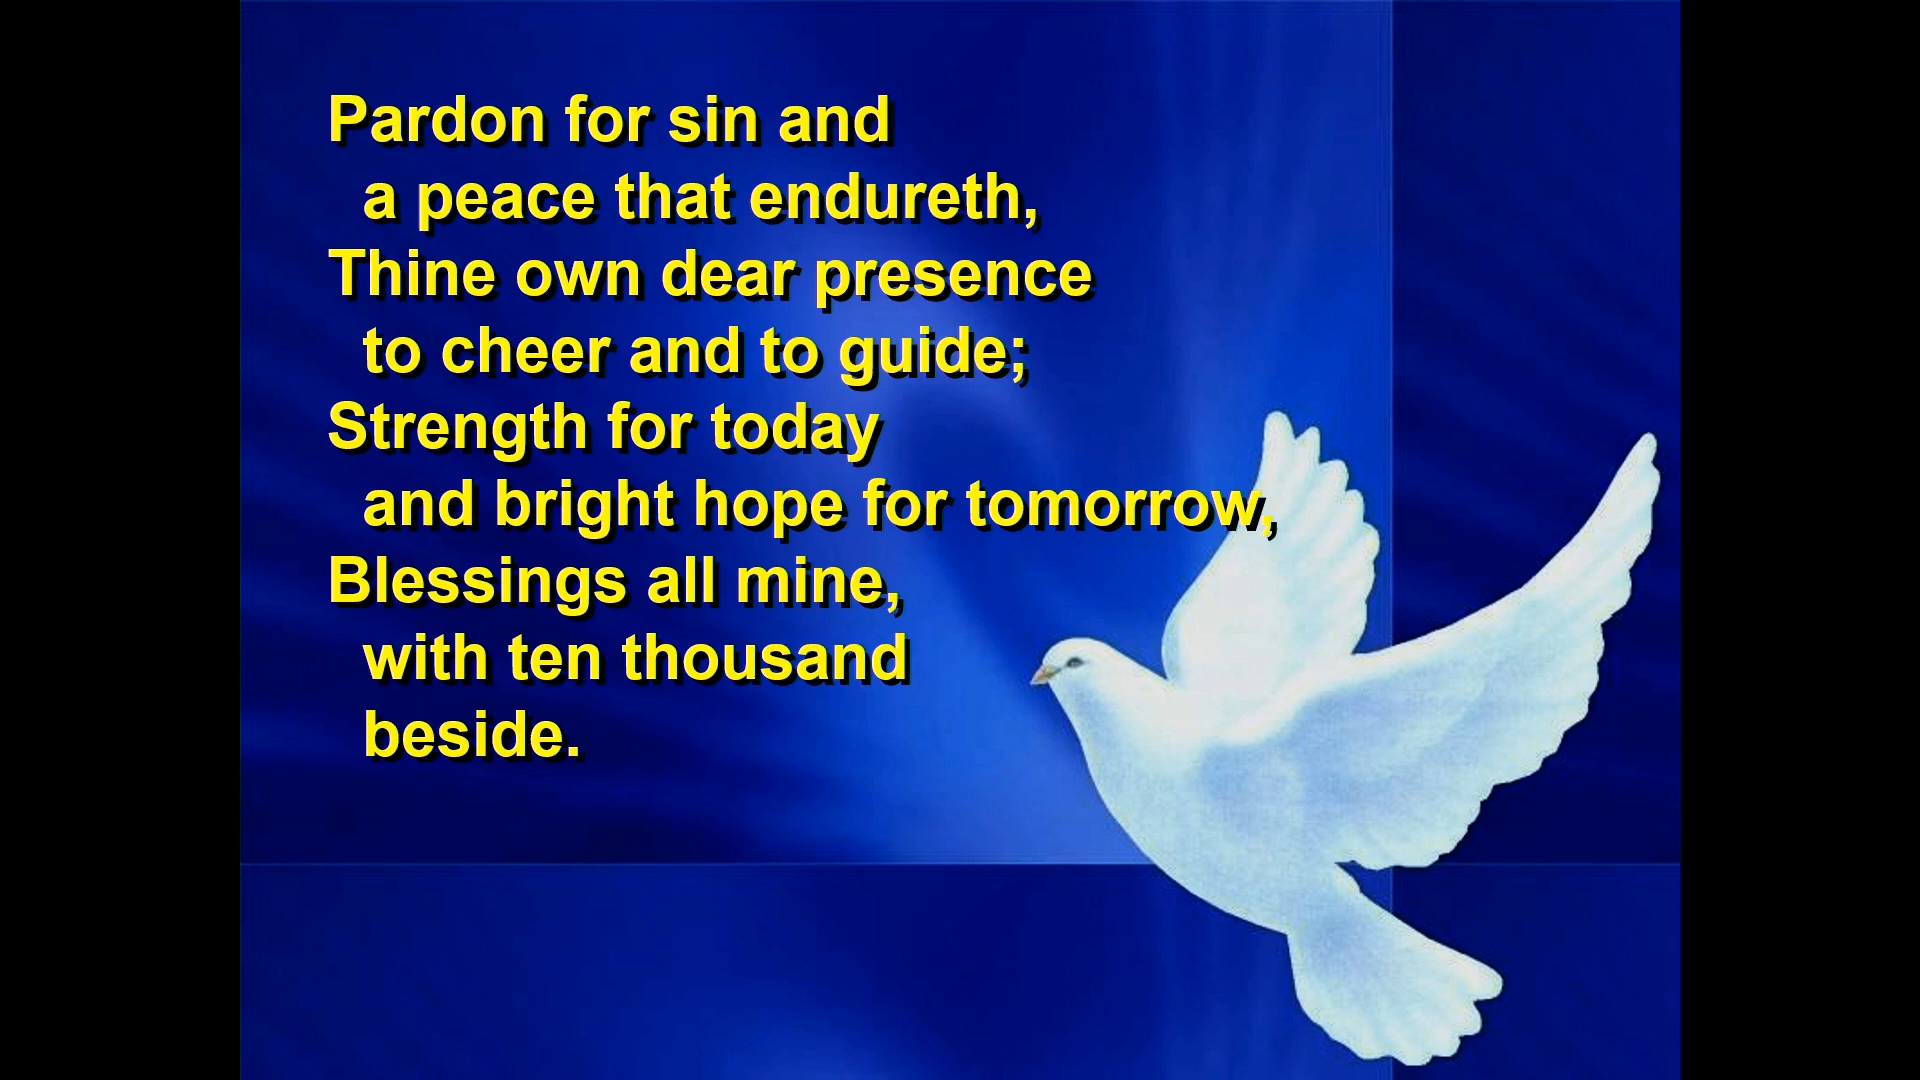 Pardon for sin and
a peace that endureth,
Thine own dear presence
to cheer and to guide;
Strength for today
and bright hope for tomorrow,
Blessings all mine,
with ten thousand
beside.